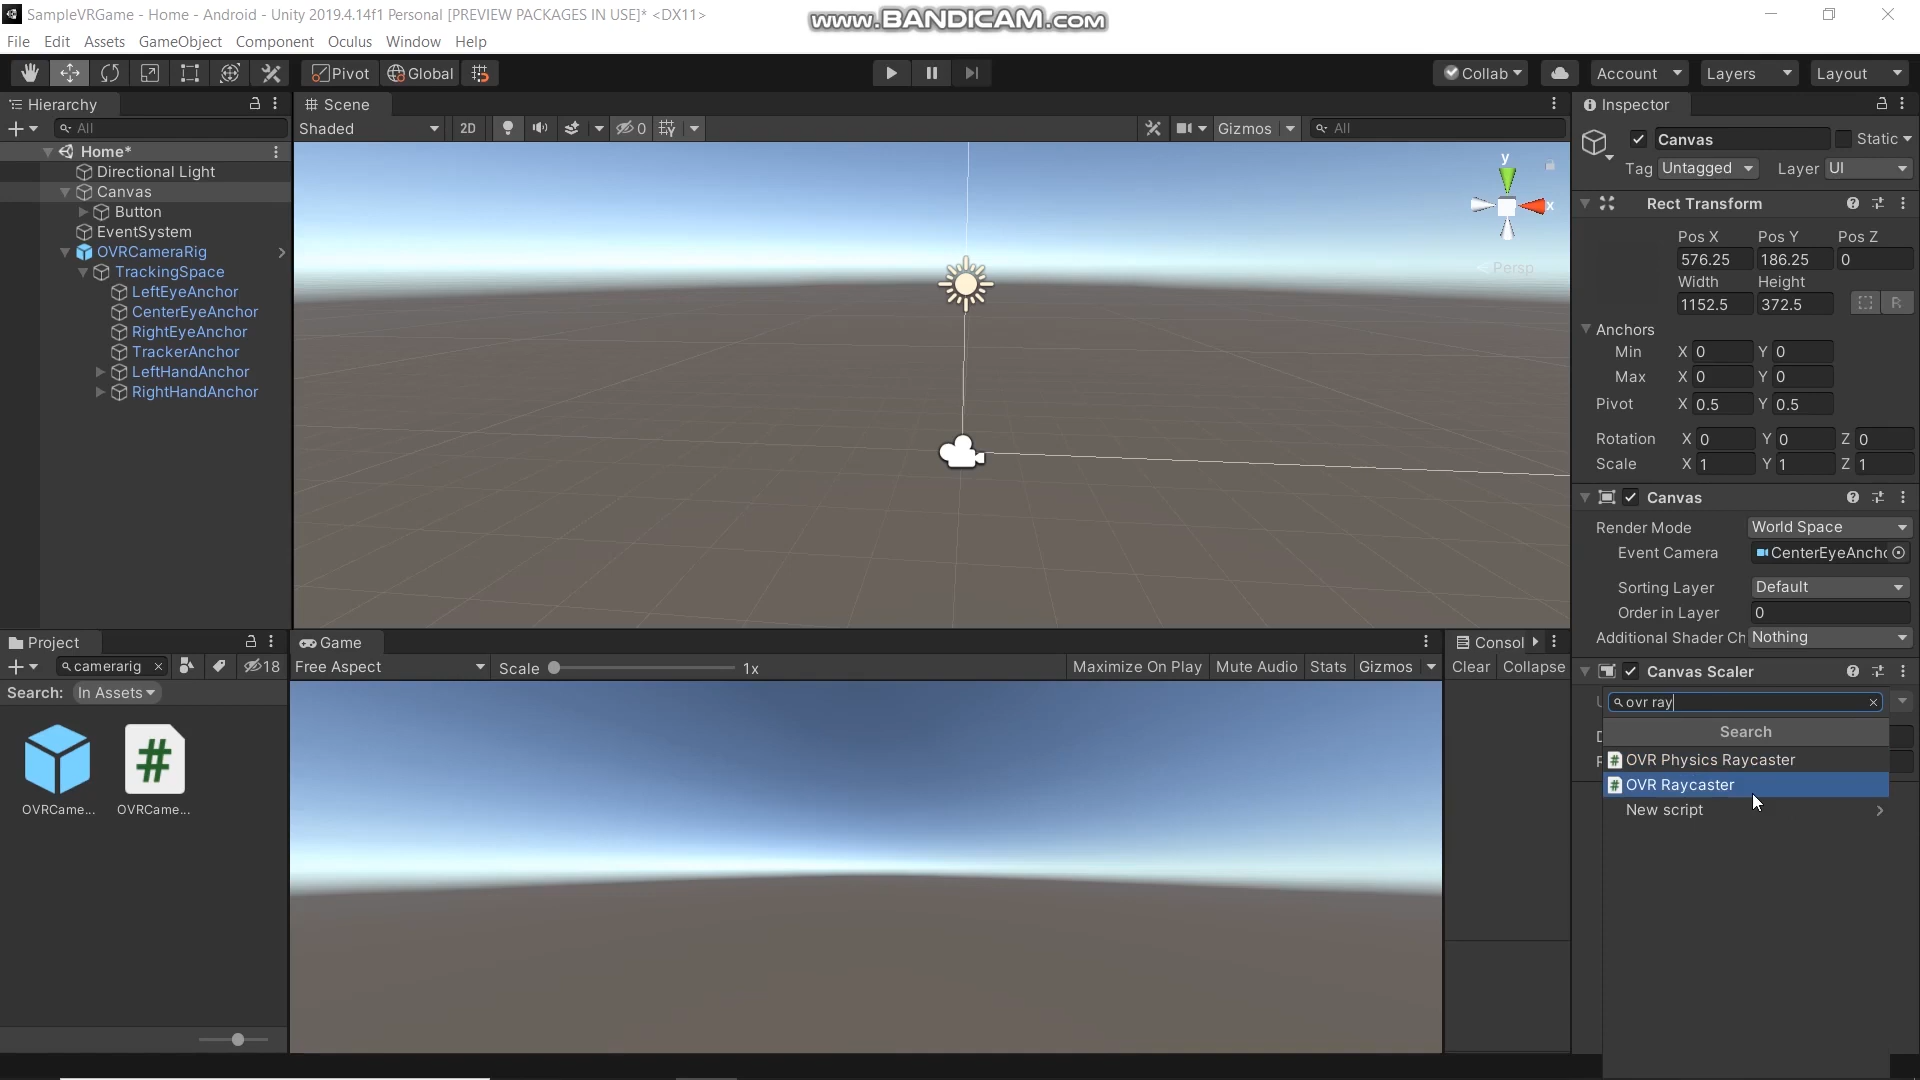 SampleVRGame - Home - Android - Unity 2019.4.14f1 Personal [PREVIEW PACKAGES IN USE]* <DX11>
www.BANDICAM.com
File Edit Assets GameObject Component Oculus Window Help
Pivot Global Collab Account Layers Layout
Hierarchy
All
Home*
Directional Light
Canvas
Button
EventSystem
OVRCameraRig
TrackingSpace
LeftEyeAnchor
CenterEyeAnchor
RightEyeAnchor
TrackerAnchor
LeftHandAnchor
RightHandAnchor
Scene
Shaded 2D 0 Gizmos All
y
x
Persp
Inspector
Canvas Static
Tag Untagged Layer UI
Rect Transform
Pos X Pos Y Pos Z
576.25 186.25 0
Width Height
1152.5 372.5 R
Anchors
Min X 0 Y 0
Max X 0 Y 0
Pivot X 0.5 Y 0.5
Rotation X 0 Y 0 Z 0
Scale X 1 Y 1 Z 1
Canvas
Render Mode World Space
Event Camera CenterEyeAncho
Sorting Layer Default
Order in Layer 0
Additional Shader Ch Nothing
Canvas Scaler
ovr ray
Search
OVR Physics Raycaster
OVR Raycaster
New script
Project
camerarig 18
Search: In Assets
OVRCame... OVRCame...
Game
Free Aspect Scale 1x Maximize On Play Mute Audio Stats Gizmos
Consol
Clear Collapse